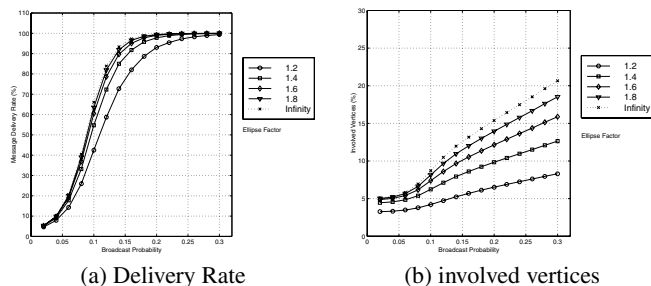 110
100
90
80
70
60
50
40
30
20
10
0
Message Delivery Rate (%)
0 0.05 0.1 0.15 0.2 0.25 0.3
Broadcast Probability
1.2
1.4
1.6
1.8
Infinity
Ellipse Factor
(a) Delivery Rate
30
25
20
15
10
5
0
Involved Vertices (%)
0 0.05 0.1 0.15 0.2 0.25 0.3
Broadcast Probability
1.2
1.4
1.6
1.8
Infinity
Ellipse Factor
(b) involved vertices